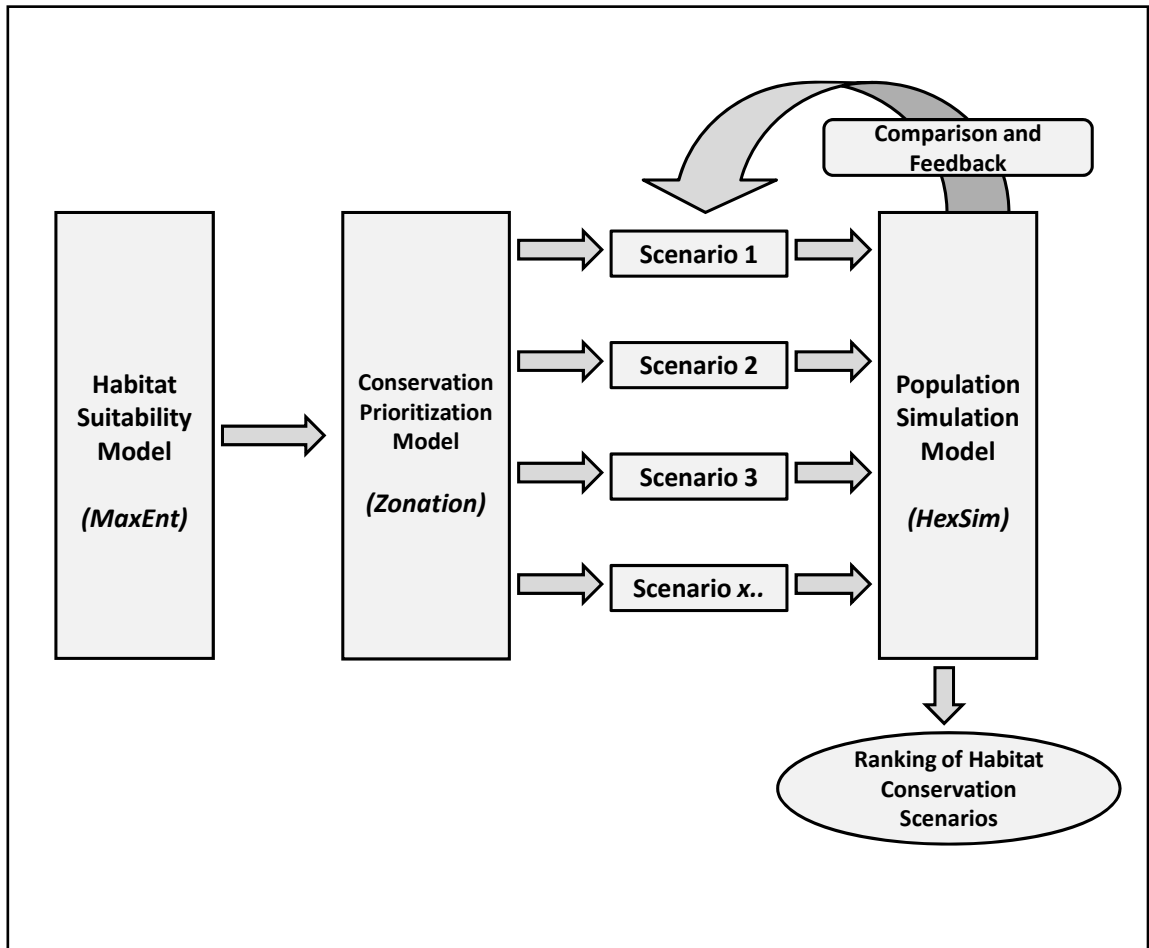 Comparison and
Feedback
Habitat
Suitability
Model
(MaxEnt)
Conservation
Prioritization
Model
(Zonation)
Scenario 1
Scenario 2
Scenario 3
Scenario x..
Population
Simulation
Model
(HexSim)
Ranking of Habitat
Conservation
Scenarios